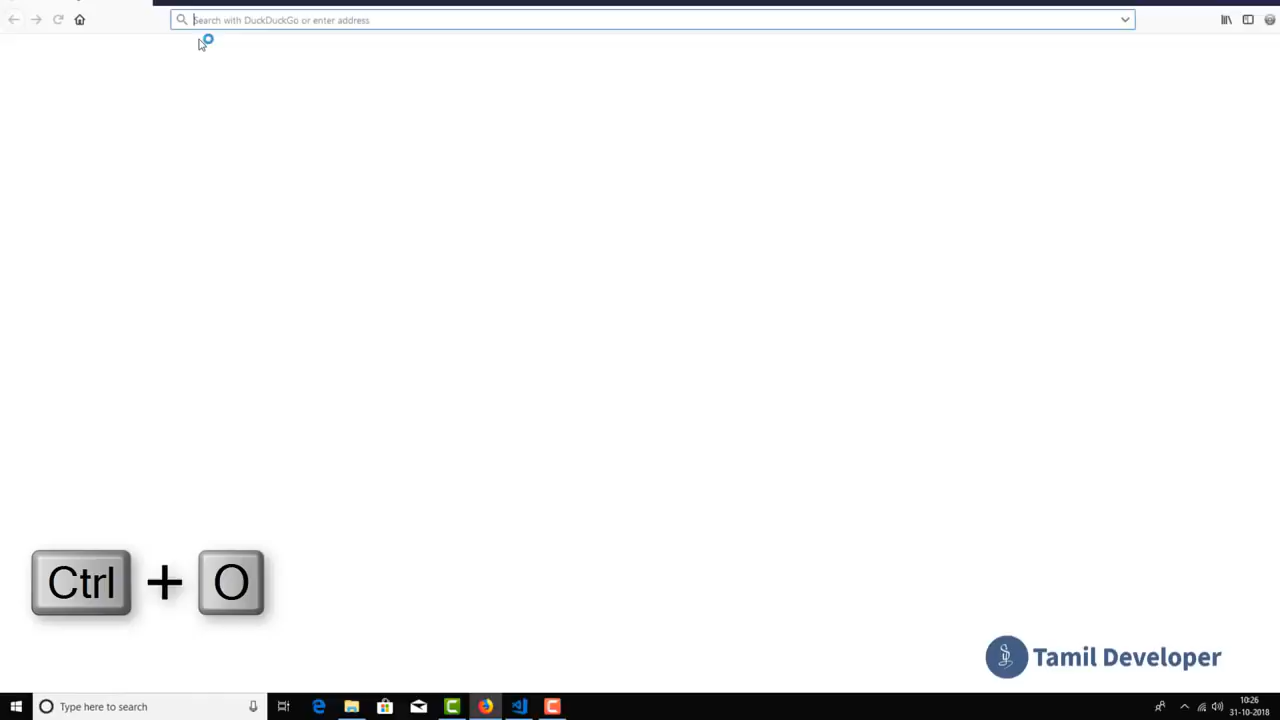 Search with DuckDuckGo or enter address
Ctrl + O
Tamil Developer
Type here to search
10:26
31-10-2018